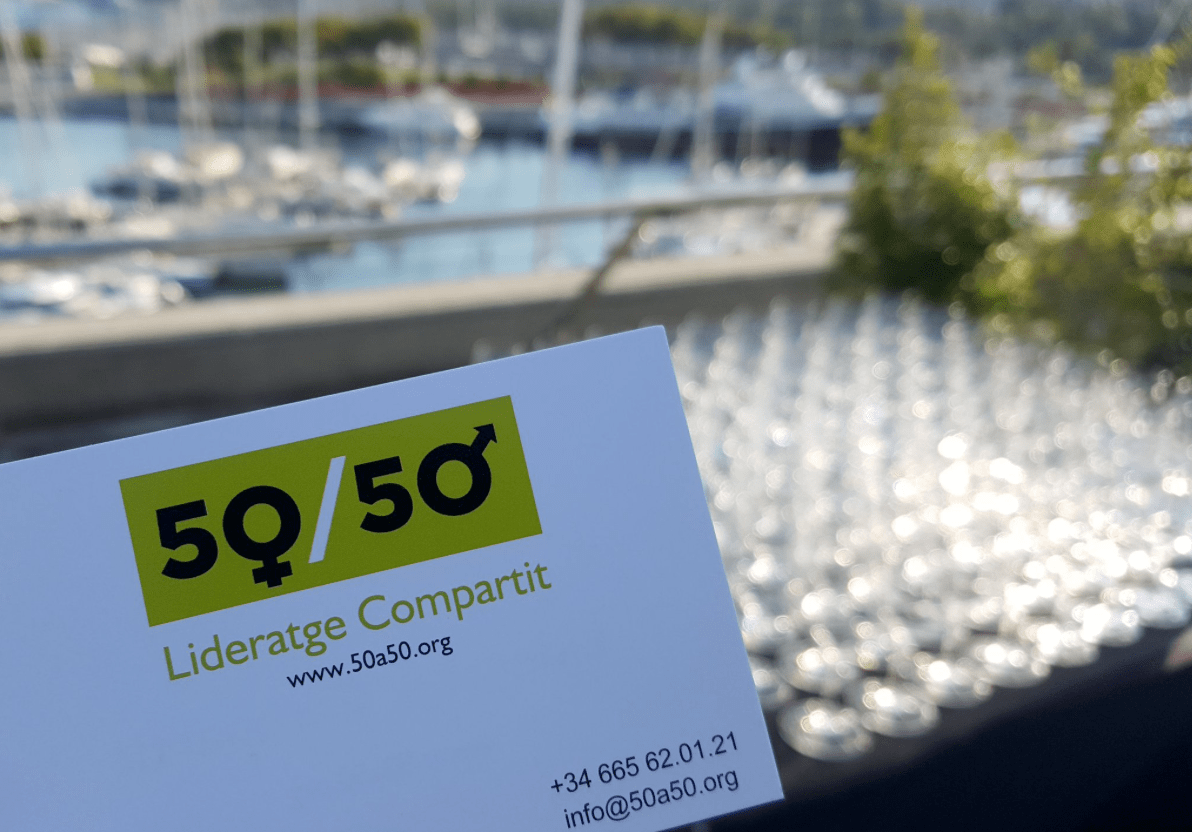 50/50
Lideratge Compartit
www.50a50.org
+34 665 62.01.21
info@50a50.org